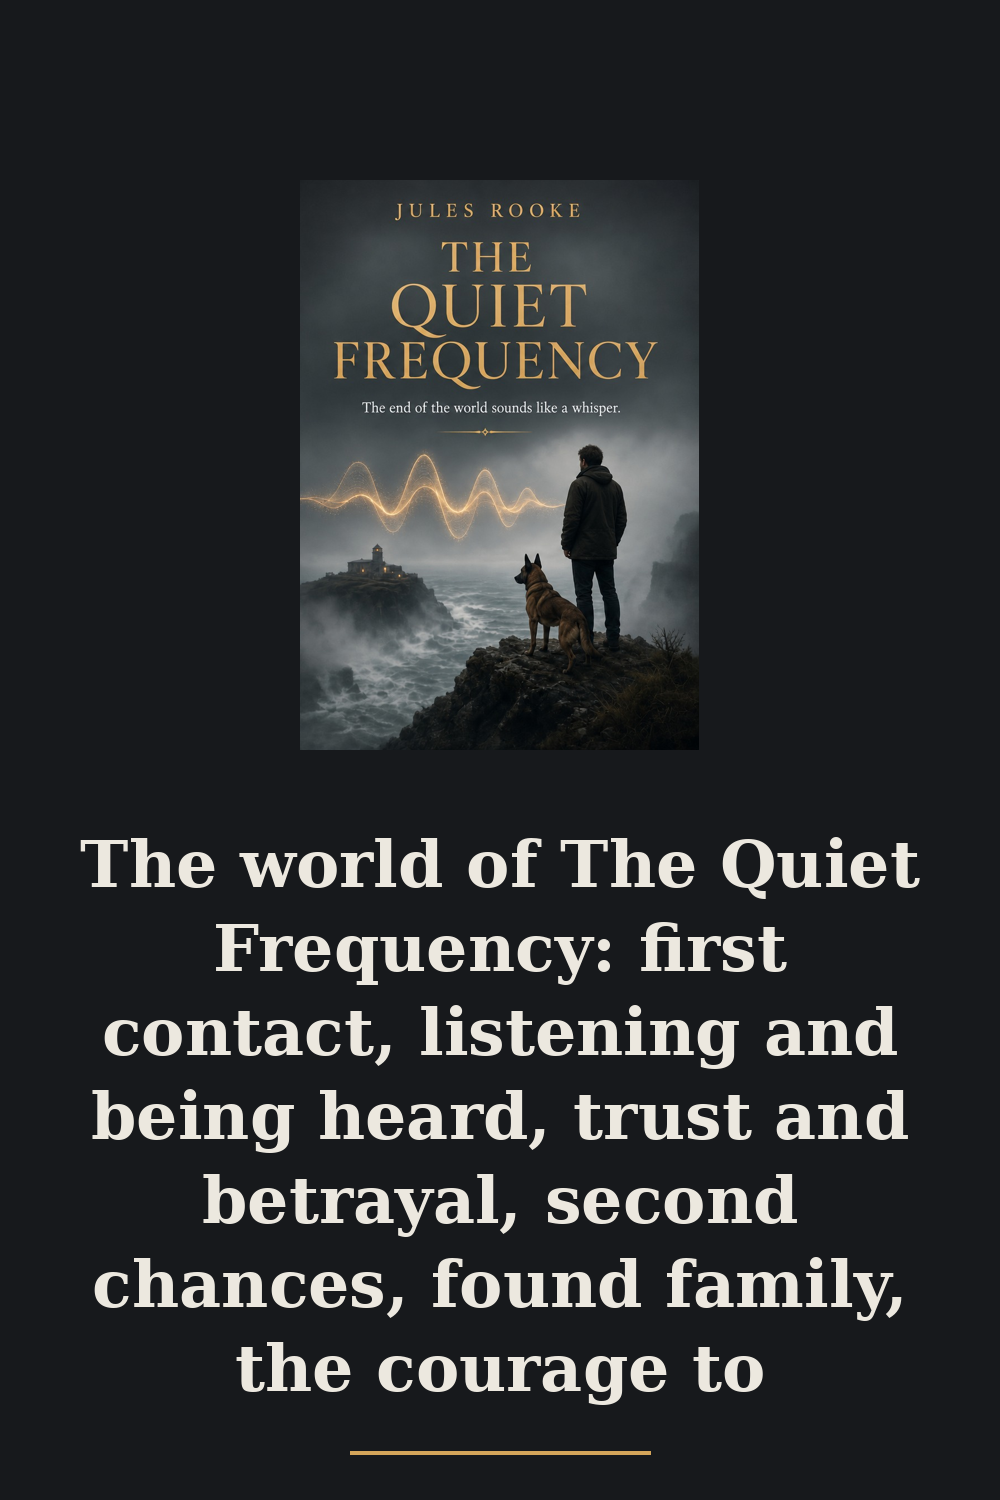 JULES ROOKE
THE
QUIET
FREQUENCY
The end of the world sounds like a whisper.
The world of The Quiet
Frequency: first
contact, listening and
being heard, trust and
betrayal, second
chances, found family,
the courage to